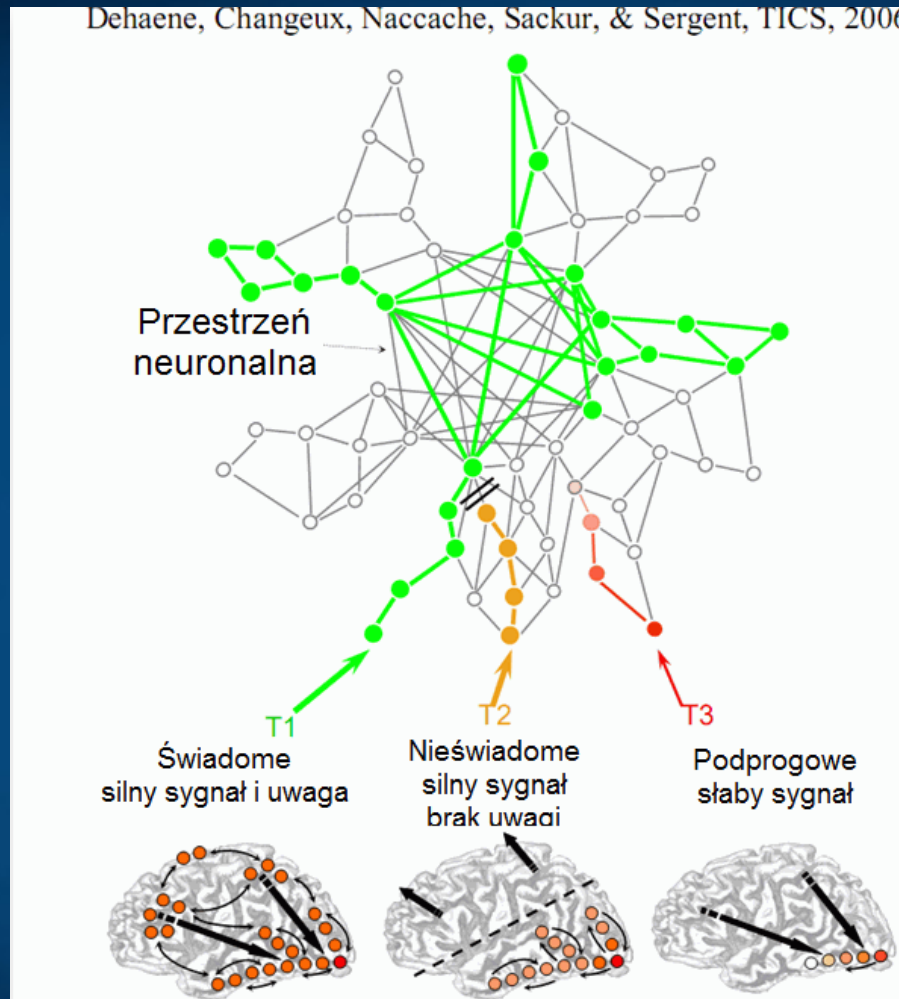 Dehaene, Changeux, Naccache, Sackur, & Sergent, TICS, 2006
Przestrzeń
neuronalna
T1
T2
T3
Świadome
silny sygnał i uwaga
Nieświadome
silny sygnał
brak uwagi
Podprogowe
słaby sygnał